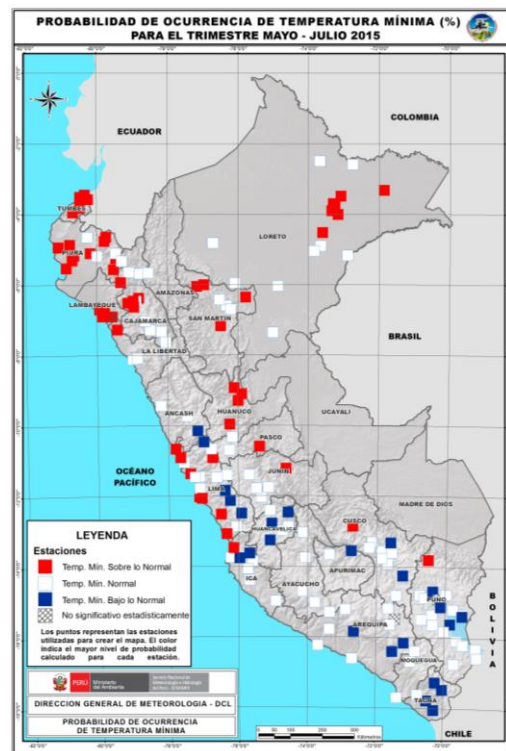 PROBABILIDAD DE OCURRENCIA DE TEMPERATURA MÍNIMA (%)
PARA EL TRIMESTRE MAYO - JULIO 2015
COLOMBIA
ECUADOR
TUMBES
LORETO
PIURA
AMAZONAS
LAMBAYEQUE
CAJAMARCA
SAN MARTIN
BRASIL
LA LIBERTAD
ANCASH
HUANUCO
UCAYALI
PASCO
OCÉANO
PACÍFICO
JUNIN
LIMA
MADRE DE DIOS
CUSCO
HUANCAVELICA
LEYENDA
Estaciones
Temp. Mín. Sobre lo Normal
Temp. Mín. Normal
Temp. Mín. Bajo lo Normal
No significativo estadísticamente
Los puntos representan las estaciones
utilizadas para crear el mapa. El color
indica el mayor nivel de probabilidad
calculado para cada estación.
ICA
AYACUCHO
APURIMAC
PUNO
AREQUIPA
BOLIVIA
MOQUEGUA
TACNA
CHILE
PERÚ
Ministerio
del Ambiente
DIRECCION GENERAL DE METEOROLOGIA - DCL
PROBABILIDAD DE OCURRENCIA
DE TEMPERATURA MÍNIMA